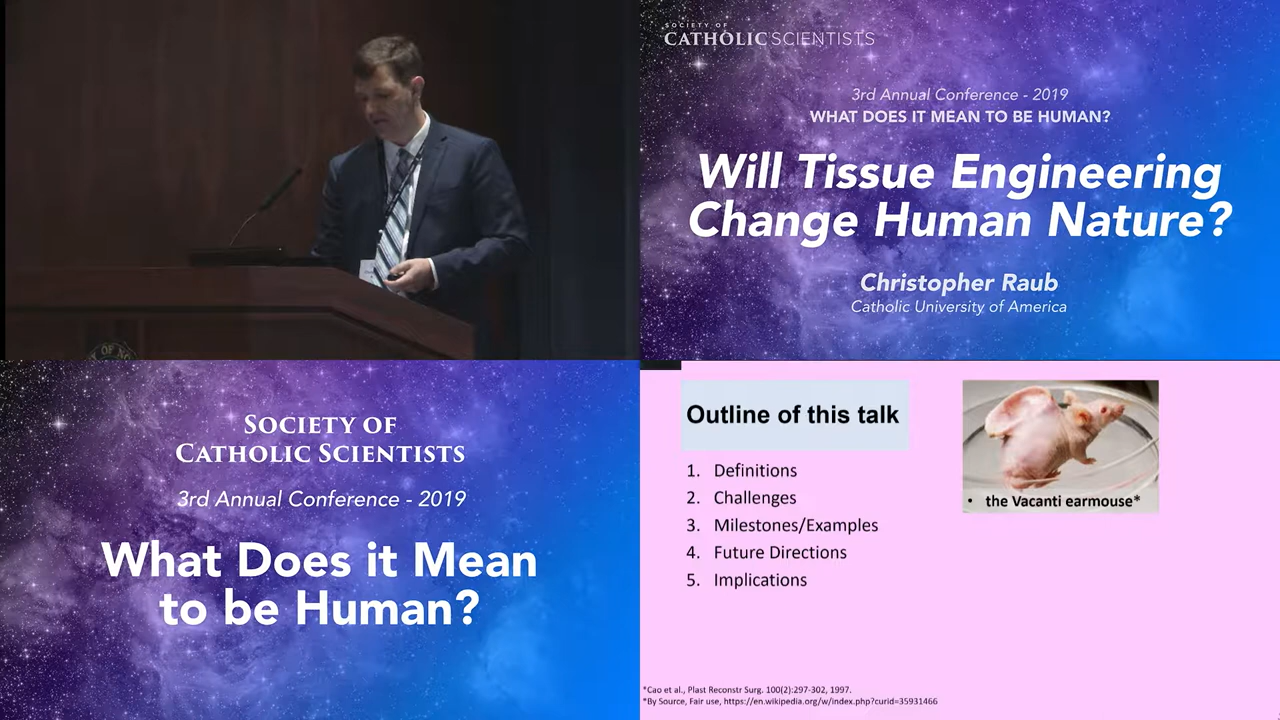 SOCIETY OF
CATHOLIC SCIENTISTS
3rd Annual Conference - 2019
WHAT DOES IT MEAN TO BE HUMAN?
Will Tissue Engineering
Change Human Nature?
Christopher Raub
Catholic University of America
SOCIETY OF
CATHOLIC SCIENTISTS
3rd Annual Conference - 2019
What Does it Mean
to be Human?
Outline of this talk
1. Definitions
2. Challenges
3. Milestones/Examples
4. Future Directions
5. Implications
• the Vacanti earmouse*
*Cao et al., Plast Reconstr Surg. 100(2):297-302, 1997.
*By Source, Fair use, https://en.wikipedia.org/w/index.php?curid=35931466